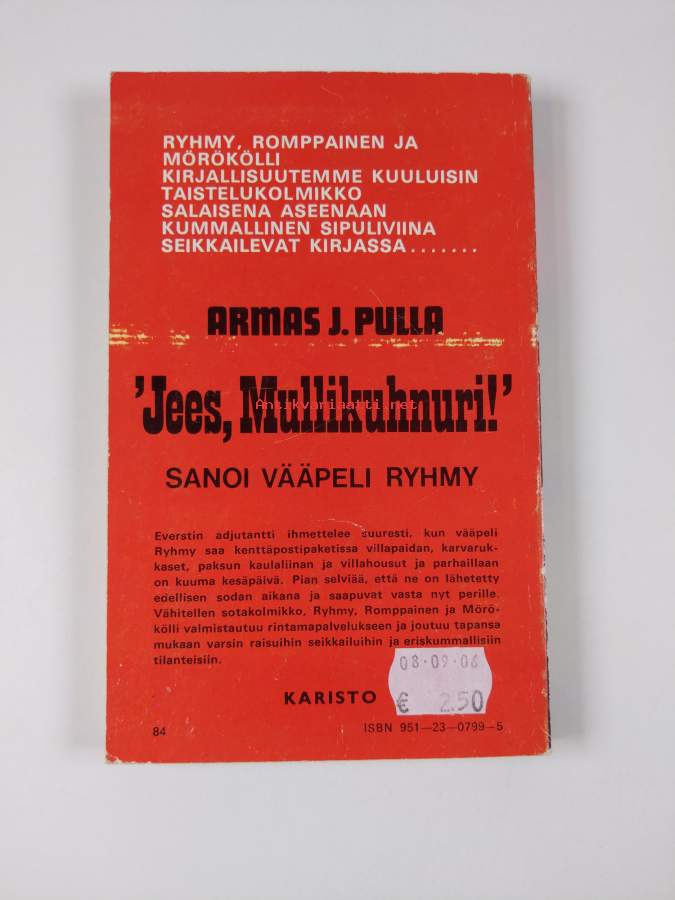 RYHMY, ROMPPAINEN JA
MÖRÖKÖLLI
KIRJALLISUUTEMME KUULUISIN
TAISTELUKOLMIKKO
SALAISENA ASEENAAN
KUMMALLINEN SIPULIVIINA
SEIKKAILEVAT KIRJASSA.......
ARMAS J. PULLA
'Jees, Mullikuhnuri!'
Antikvariaatti.net
SANOI VÄÄPELI RYHMY
Everstin adjutantti ihmettelee suuresti, kun vääpeli
Ryhmy saa kenttäpostipaketissa villapaidan, karvaruk-
kaset, paksun kaulaliinan ja villahousut ja parhaillaan
on kuuma kesäpäivä. Pian selviää, että ne on lähetetty
edellisen sodan aikana ja saapuvat vasta nyt perille.
Vähitellen sotakolmikko, Ryhmy, Romppainen ja Mörö-
kölli valmistautuu rintamapalvelukseen ja joutuu tapansa
mukaan varsin raisuihin seikkailuihin ja eriskummallisiin
tilanteisiin.
08.09.06
KARISTO
€ 2.50
84
ISBN 951—23—0799—5